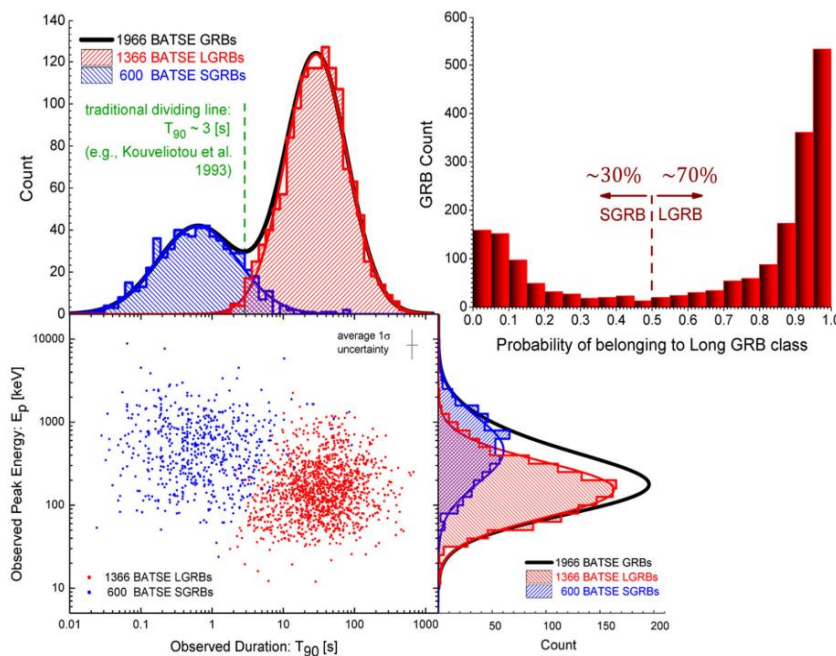 1966 BATSE GRBs
1366 BATSE LGRBs
600 BATSE SGRBs
traditional dividing line:
T90 ~ 3 [s]
(e.g., Kouveliotou et al.
1993)
Count
140
120
100
80
60
40
20
0
GRB Count
600
500
400
300
200
100
0
~30% ~70%
SGRB LGRB
0.0 0.1 0.2 0.3 0.4 0.5 0.6 0.7 0.8 0.9 1.0
Probability of belonging to Long GRB class
average 1σ
uncertainty
Observed Peak Energy: Ep [keV]
10000
1000
100
10
1366 BATSE LGRBs
600 BATSE SGRBs
0.01 0.1 1 10 100 1000
Observed Duration: T90 [s]
1966 BATSE GRBs
1366 BATSE LGRBs
600 BATSE SGRBs
50 100 150 200
Count